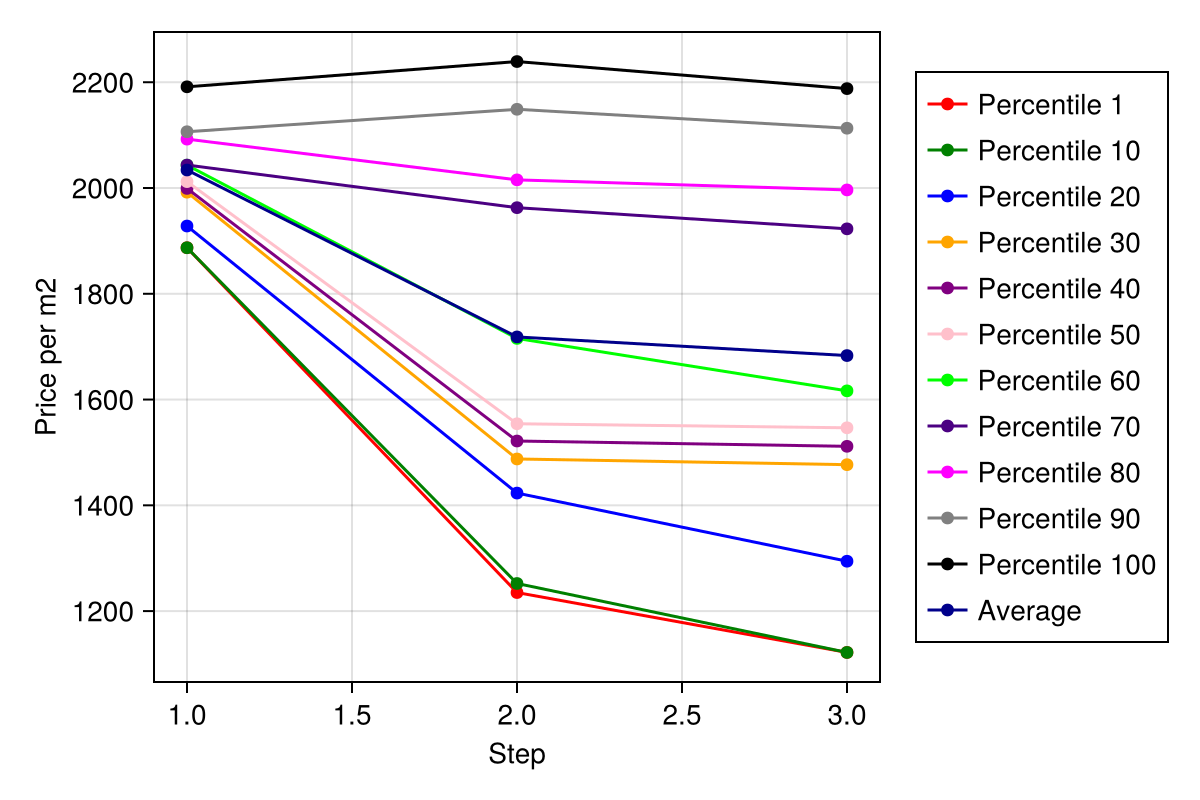 Price per m2
2200
2000
1800
1600
1400
1200
1.0 1.5 2.0 2.5 3.0
Step
Percentile 1
Percentile 10
Percentile 20
Percentile 30
Percentile 40
Percentile 50
Percentile 60
Percentile 70
Percentile 80
Percentile 90
Percentile 100
Average